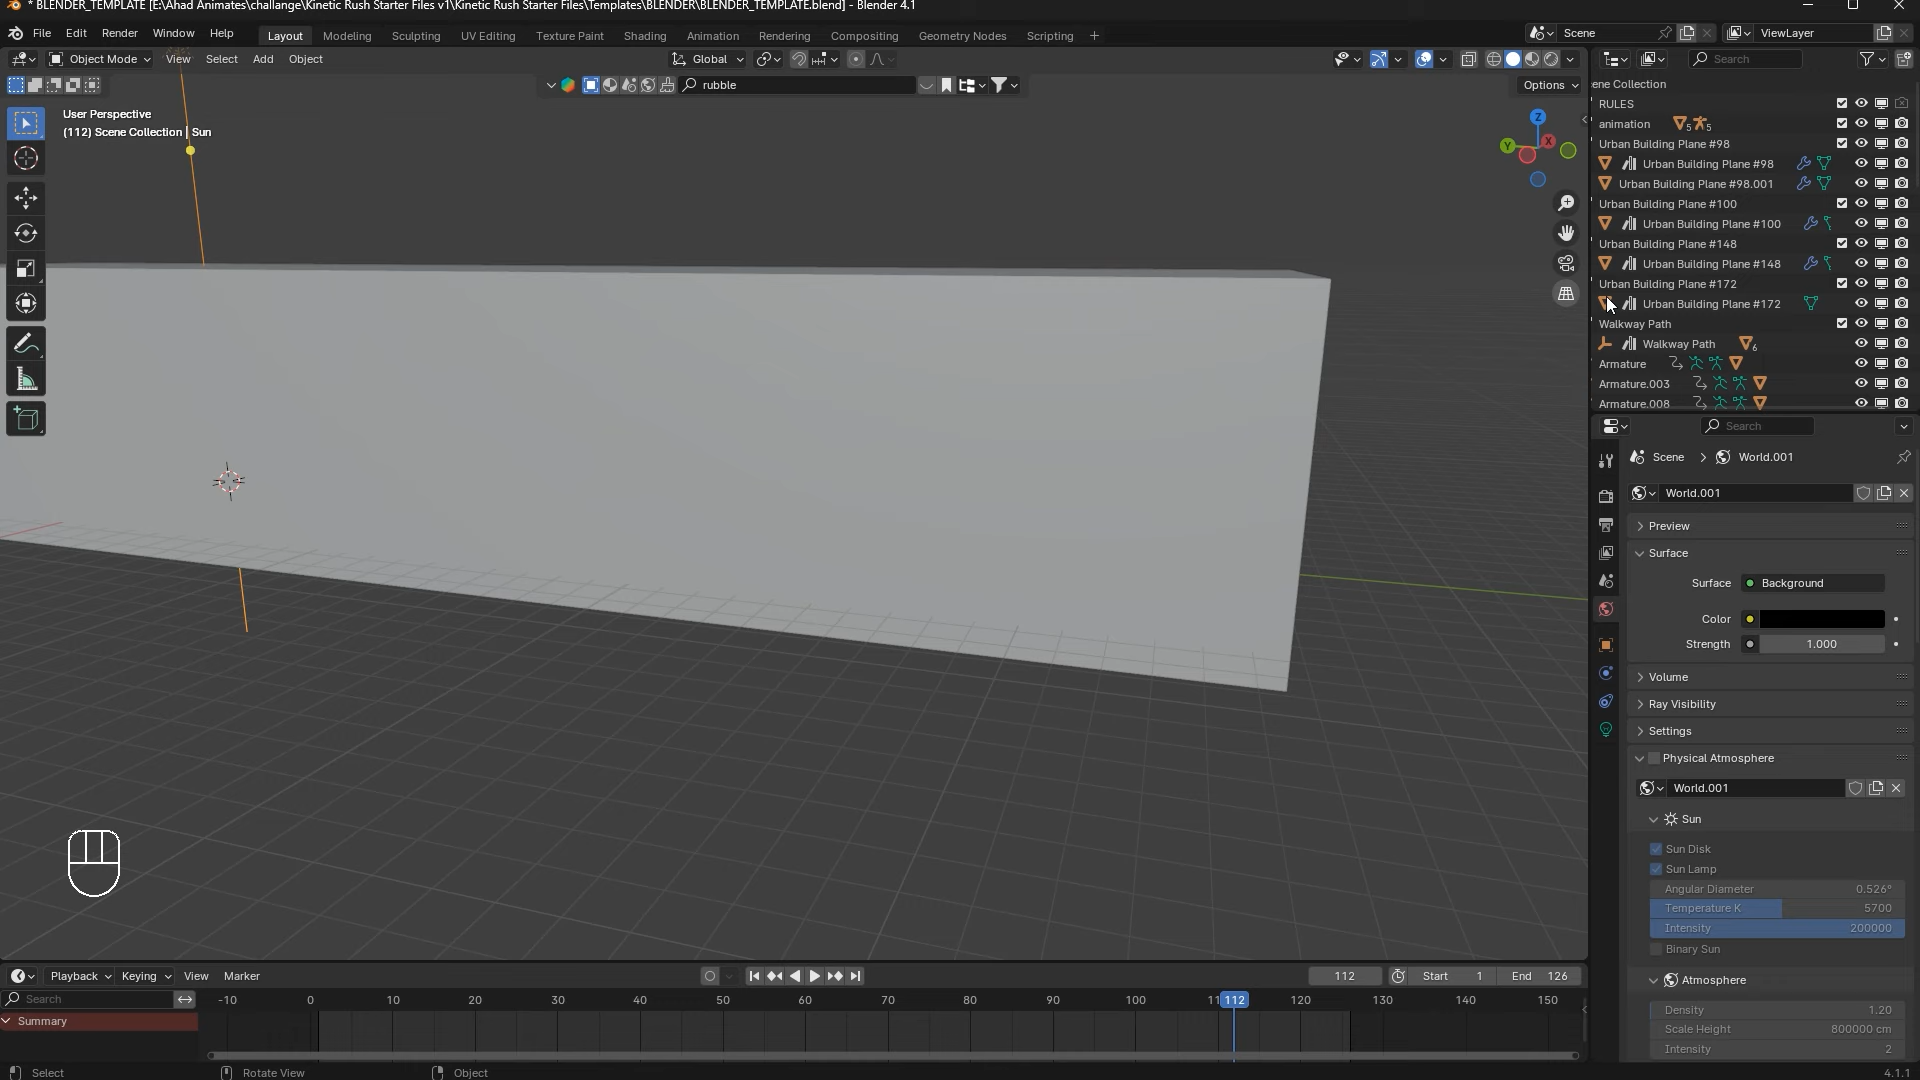 * BLENDER_TEMPLATE [E:\Ahad Animates\challange\Kinetic Rush Starter Files v1\Kinetic Rush Starter Files\Templates\BLENDER\BLENDER_TEMPLATE.blend] - Blender 4.1
File Edit Render Window Help
Layout Modeling Sculpting UV Editing Texture Paint Shading Animation Rendering Compositing Geometry Nodes Scripting +
Scene
ViewLayer
Object Mode View Select Add Object
Global
Search
rubble
Options
User Perspective
(112) Scene Collection | Sun
Z
Y
X
ene Collection
RULES
animation 5 5
Urban Building Plane #98
Urban Building Plane #98
Urban Building Plane #98.001
Urban Building Plane #100
Urban Building Plane #100
Urban Building Plane #148
Urban Building Plane #148
Urban Building Plane #172
Urban Building Plane #172
Walkway Path
Walkway Path 6
Armature
Armature.003
Armature.008
Search
Scene > World.001
World.001
Preview
Surface
Surface Background
Color
Strength 1.000
Volume
Ray Visibility
Settings
Physical Atmosphere
World.001
Sun
Sun Disk
Sun Lamp
Angular Diameter 0.526°
Temperature K 5700
Intensity 200000
Binary Sun
Atmosphere
Density 1.20
Scale Height 800000 cm
Intensity 2
Playback Keying View Marker
112
Start 1
End 126
Search
-10 0 10 20 30 40 50 60 70 80 90 100 11 112 120 130 140 150
Summary
Select
Rotate View
Object
4.1.1